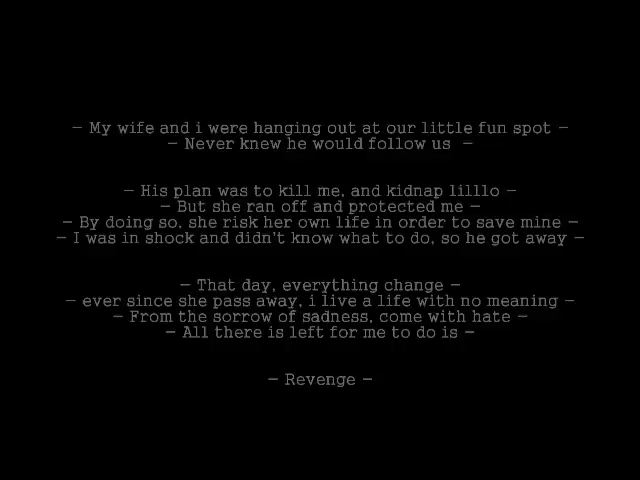 — My wife and i were hanging out at our little fun spot —
— Never knew he would follow us —
— His plan was to kill me, and kidnap lilllo —
— But she ran off and protected me —
— By doing so, she risk her own life in order to save mine —
— I was in shock and didn't know what to do, so he got away —
— That day, everything change —
— ever since she pass away, i live a life with no meaning —
— From the sorrow of sadness, come with hate —
— All there is left for me to do is —
— Revenge —